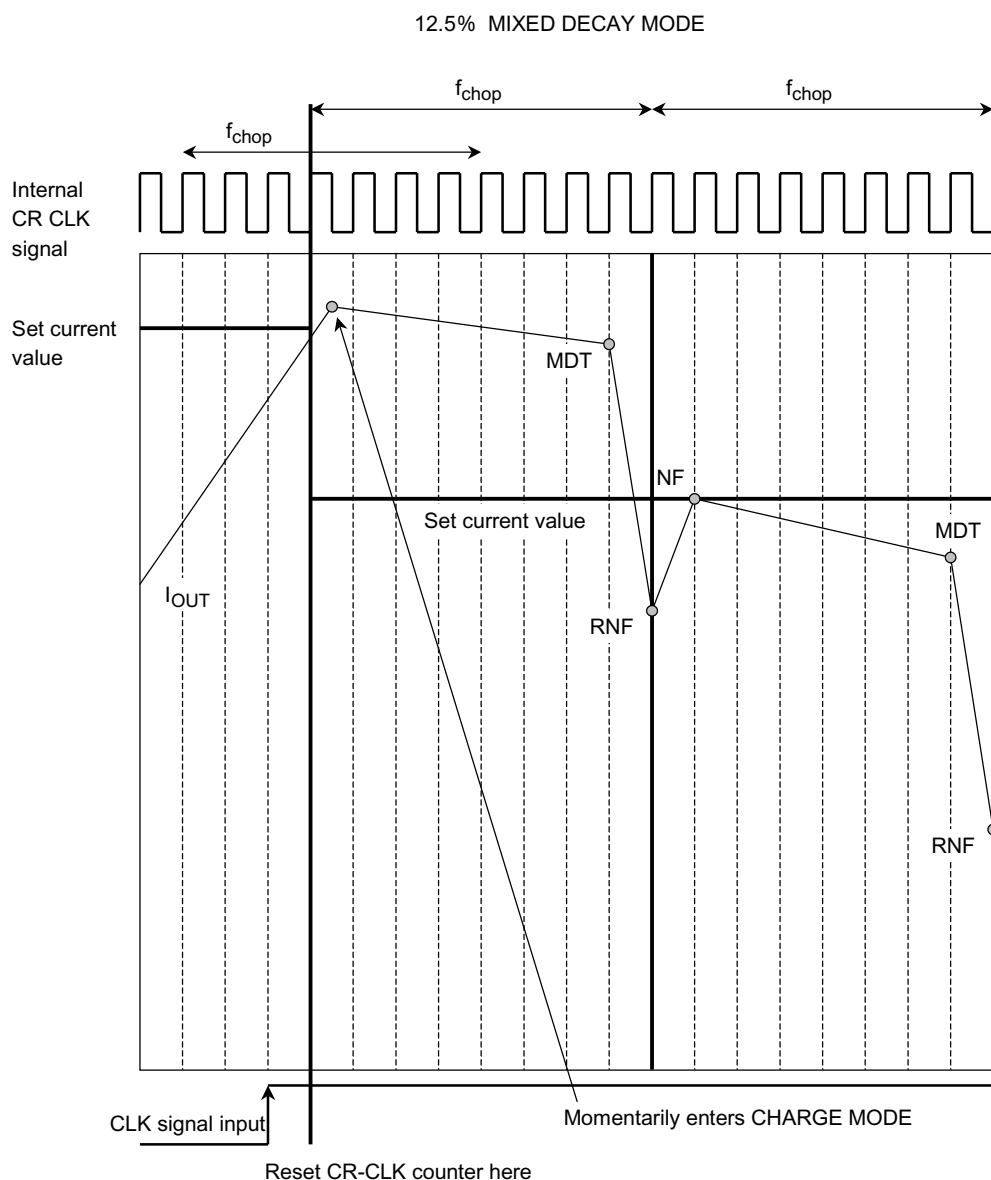 12.5% MIXED DECAY MODE
fchop
fchop
fchop
Internal
CR CLK
signal
Set current
value
MDT
NF
Set current value
MDT
IOUT
RNF
RNF
CLK signal input
Momentarily enters CHARGE MODE
Reset CR-CLK counter here